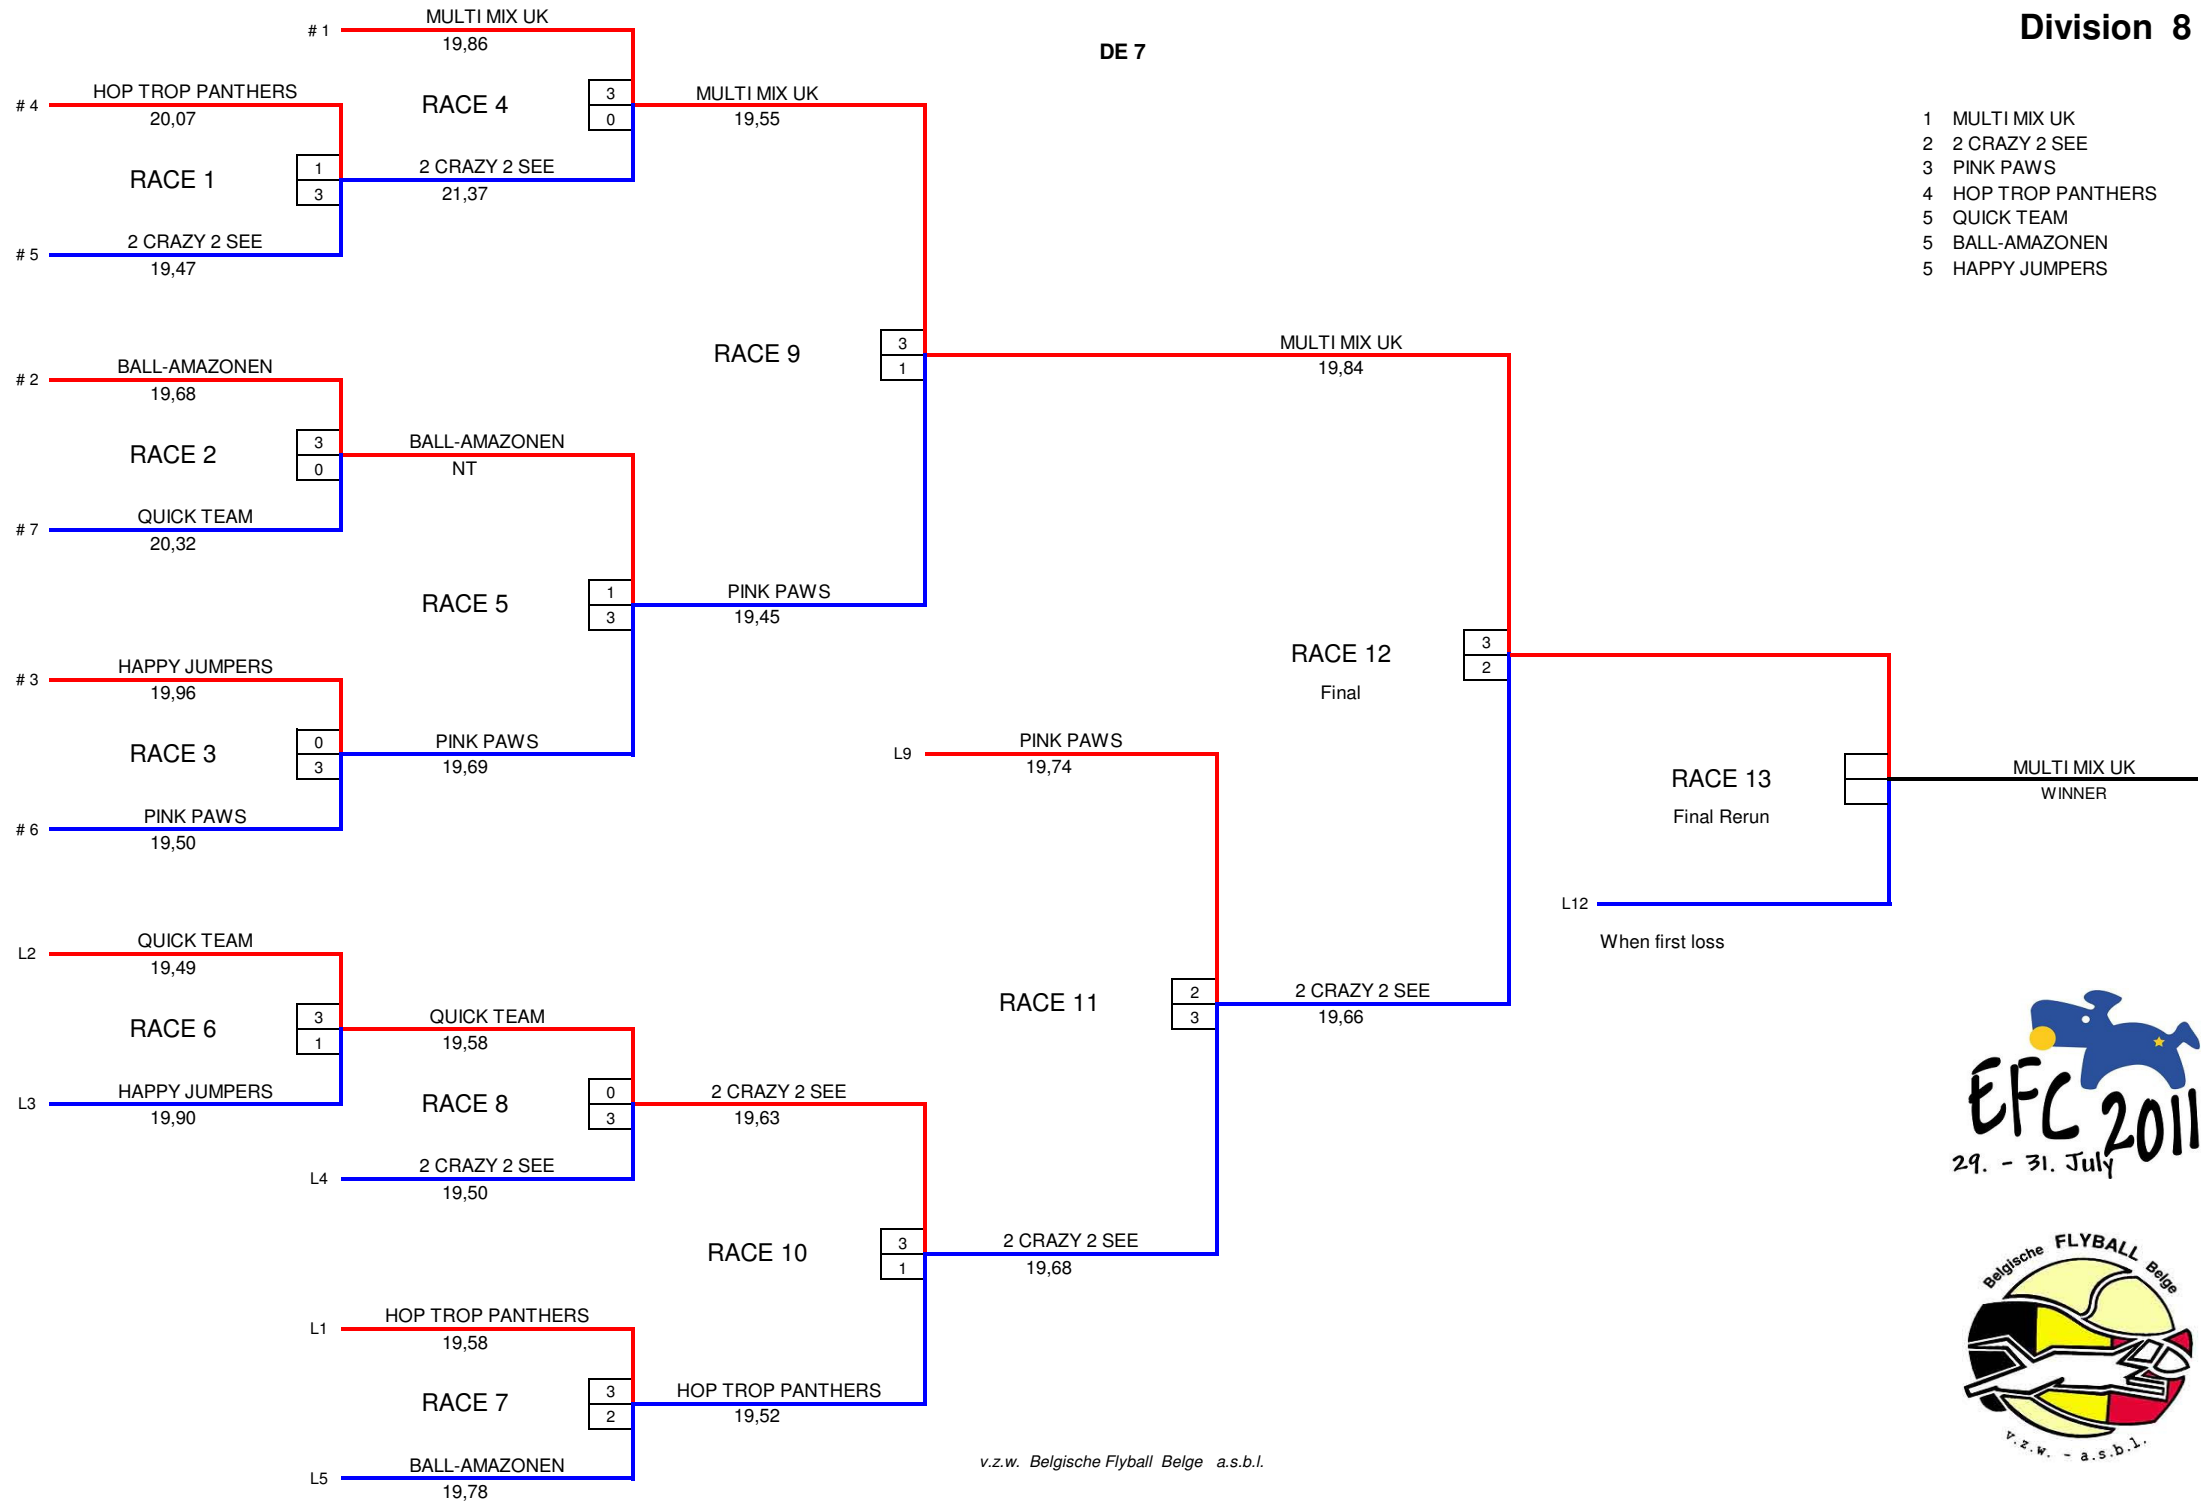 Division 8
DE 7
1 MULTI MIX UK
2 2 CRAZY 2 SEE
3 PINK PAWS
4 HOP TROP PANTHERS
5 QUICK TEAM
5 BALL-AMAZONEN
5 HAPPY JUMPERS
# 1 MULTI MIX UK
19,86
RACE 4
3
0
# 4 HOP TROP PANTHERS
20,07
RACE 1
1
3
2 CRAZY 2 SEE
21,37
# 5 2 CRAZY 2 SEE
19,47
MULTI MIX UK
19,55
# 2 BALL-AMAZONEN
19,68
RACE 2
3
0
BALL-AMAZONEN
NT
# 7 QUICK TEAM
20,32
RACE 5
1
3
PINK PAWS
19,45
# 3 HAPPY JUMPERS
19,96
RACE 3
0
3
PINK PAWS
19,69
# 6 PINK PAWS
19,50
RACE 9
3
1
MULTI MIX UK
19,84
RACE 12
Final
3
2
L9 PINK PAWS
19,74
RACE 13
Final Rerun
MULTI MIX UK
WINNER
L12
When first loss
L2 QUICK TEAM
19,49
RACE 6
3
1
L3 HAPPY JUMPERS
19,90
QUICK TEAM
19,58
RACE 8
0
3
L4 2 CRAZY 2 SEE
19,50
2 CRAZY 2 SEE
19,63
RACE 11
2
3
2 CRAZY 2 SEE
19,66
RACE 10
3
1
2 CRAZY 2 SEE
19,68
L1 HOP TROP PANTHERS
19,58
RACE 7
3
2
HOP TROP PANTHERS
19,52
L5 BALL-AMAZONEN
19,78
v.z.w. Belgische Flyball Belge a.s.b.l.
EFC 2011
29. - 31. July
Belgische FLYBALL Belge
v.z.w. - a.s.b.l.